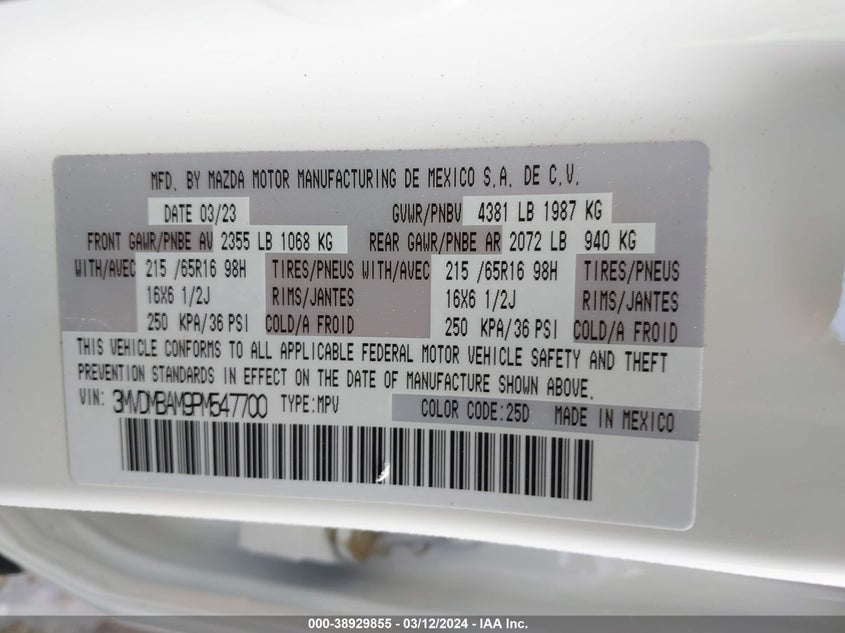 MFD. BY MAZDA MOTOR MANUFACTURING DE MEXICO S.A. DE C.V.
DATE 03/23 GVWR/PNBV 4381 LB 1987 KG
FRONT GAWR/PNBE AV 2355 LB 1068 KG REAR GAWR/PNBE AR 2072 LB 940 KG
WITH/AVEC 215 /65R16 98H TIRES/PNEUS WITH/AVEC 215 /65R16 98H TIRES/PNEUS
16X6 1/2J RIMS/JANTES 16X6 1/2J RIMS/JANTES
250 KPA/36 PSI COLD/A FROID 250 KPA/36 PSI COLD/A FROID
THIS VEHICLE CONFORMS TO ALL APPLICABLE FEDERAL MOTOR VEHICLE SAFETY AND THEFT
PREVENTION STANDARDS IN EFFECT ON THE DATE OF MANUFACTURE SHOWN ABOVE.
VIN: 3MVDMBAM9PM547700 TYPE:MPV COLOR CODE:25D MADE IN MEXICO
000-38929855 - 03/12/2024 - IAA Inc.